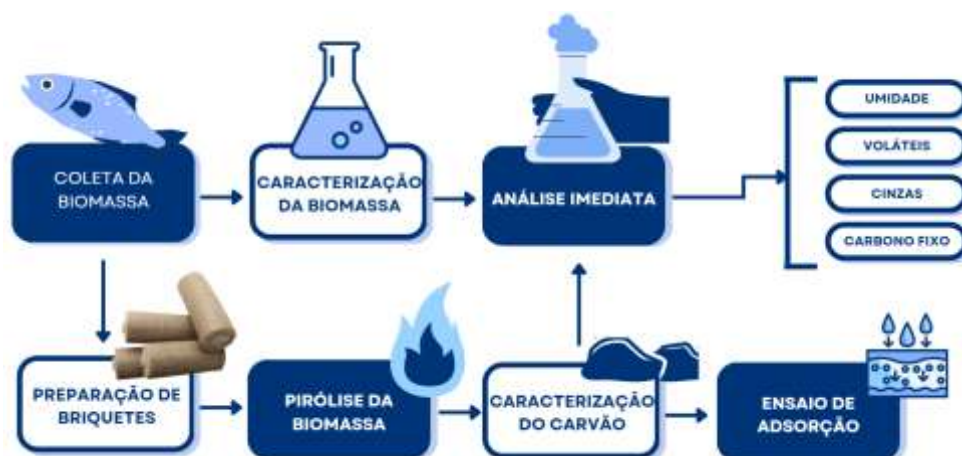 COLETA DA
BIOMASSA
CARACTERIZAÇÃO
DA BIOMASSA
ANÁLISE IMEDIATA
UMIDADE
VOLÁTEIS
CINZAS
CARBONO FIXO
PREPARAÇÃO DE
BRIQUETES
PIRÓLISE DA
BIOMASSA
CARACTERIZAÇÃO
DO CARVÃO
ENSAIO DE
ADSORÇÃO